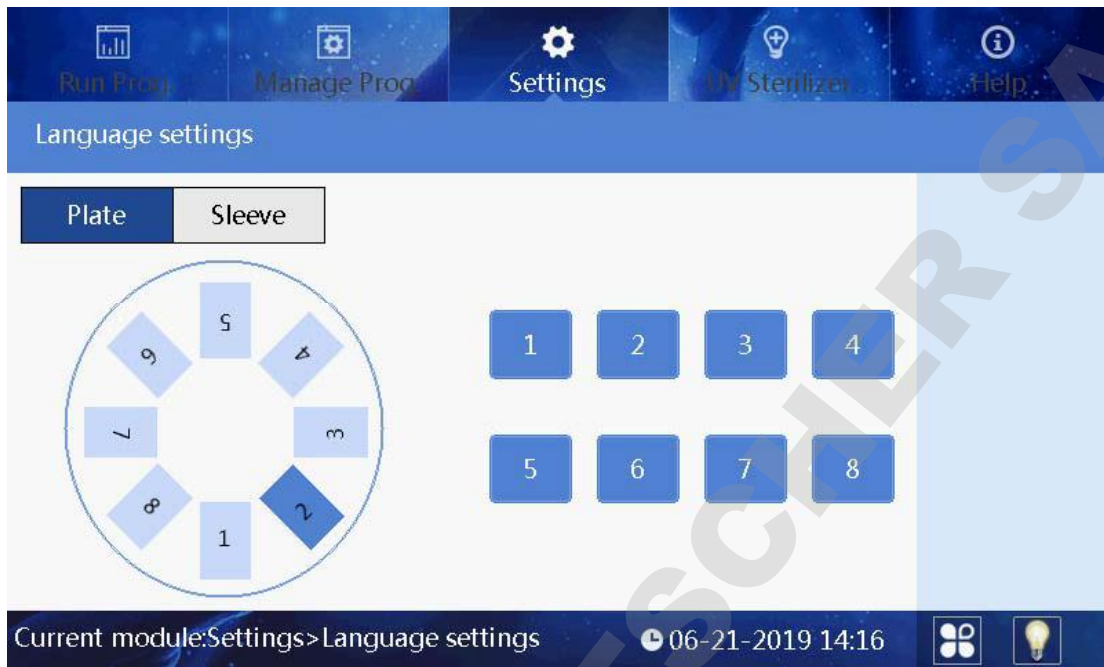 Run Prog.
Manage Prog.
Settings
UV Sterilizer
Help
Language settings
Plate
Sleeve
5
6
4
7
3
8
2
1
1
2
3
4
5
6
7
8
Current module:Settings>Language settings
06-21-2019 14:16
ESCHER SA